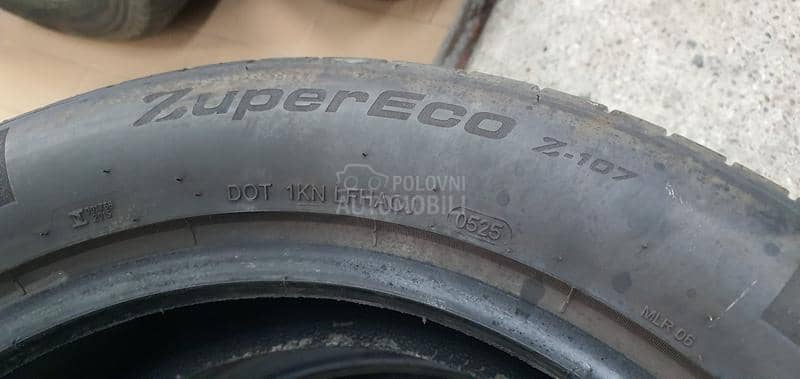 ZuperEco Z-107
POLOVNI
AUTOMOBILI
DOT 1KN 0525
MLR 06